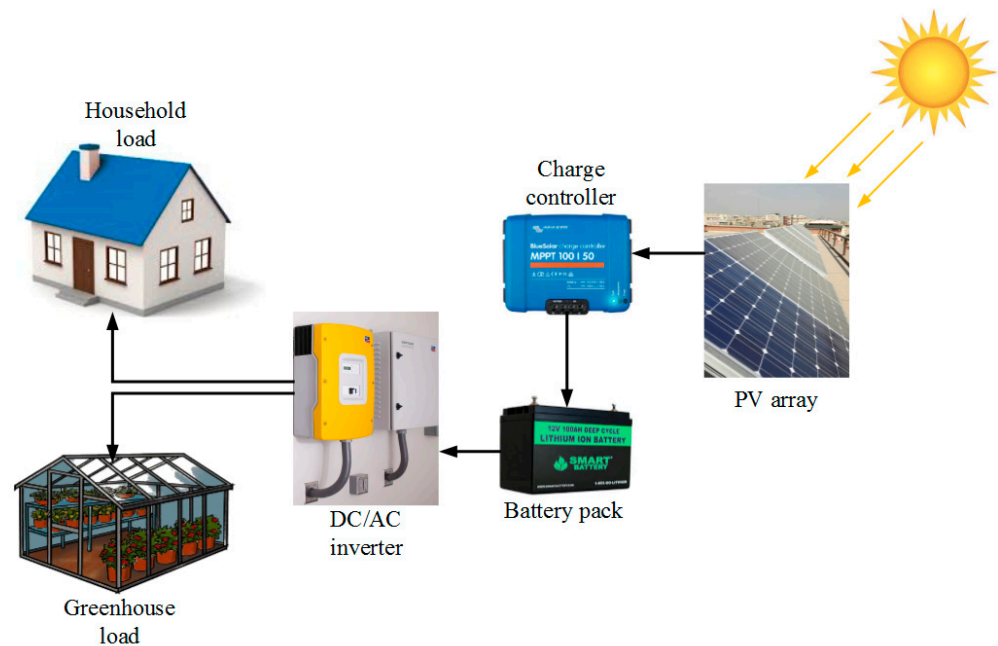 Household
load
Charge
controller
BlueSolar charge controller
MPPT 100 | 50
PV array
12V 100AH DEEP CYCLE
LITHIUM ION BATTERY
SMART
BATTERY
Battery pack
DC/AC
inverter
Greenhouse
load